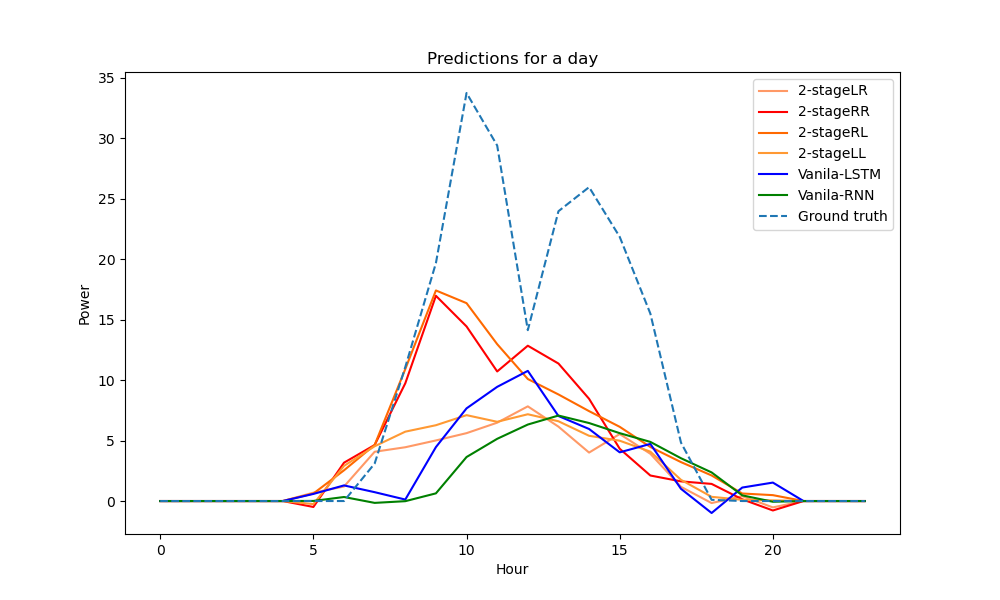 Predictions for a day
35
30
25
20
15
10
5
0
Power
2-stageLR
2-stageRR
2-stageRL
2-stageLL
Vanila-LSTM
Vanila-RNN
Ground truth
0 5 10 15 20
Hour